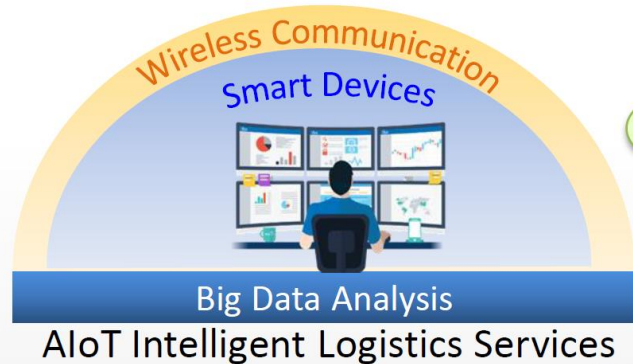 Wireless Communication
Smart Devices
Big Data Analysis
AIoT Intelligent Logistics Services